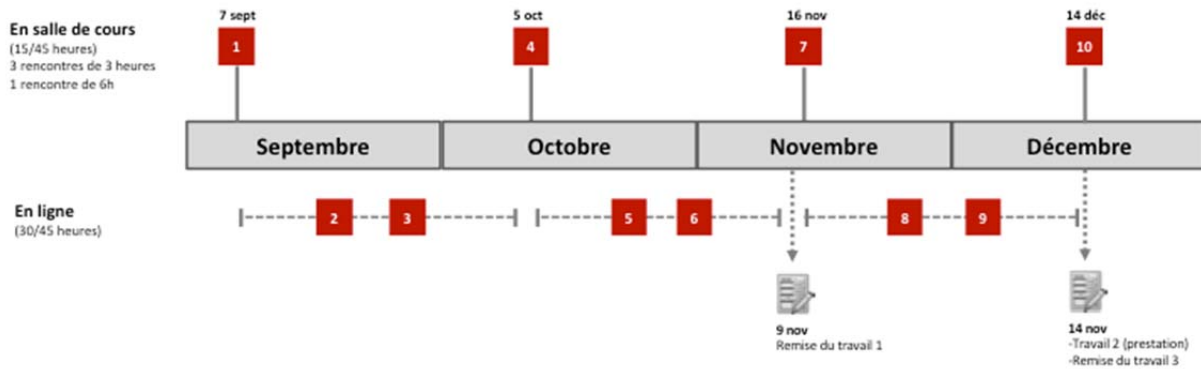 7 sept
5 oct
16 nov
14 déc
En salle de cours
(15/45 heures)
3 rencontres de 3 heures
1 rencontre de 6h
1
4
7
10
Septembre
Octobre
Novembre
Décembre
En ligne
(30/45 heures)
2
3
5
6
8
9
9 nov
Remise du travail 1
14 nov
-Travail 2 (prestation)
-Remise du travail 3